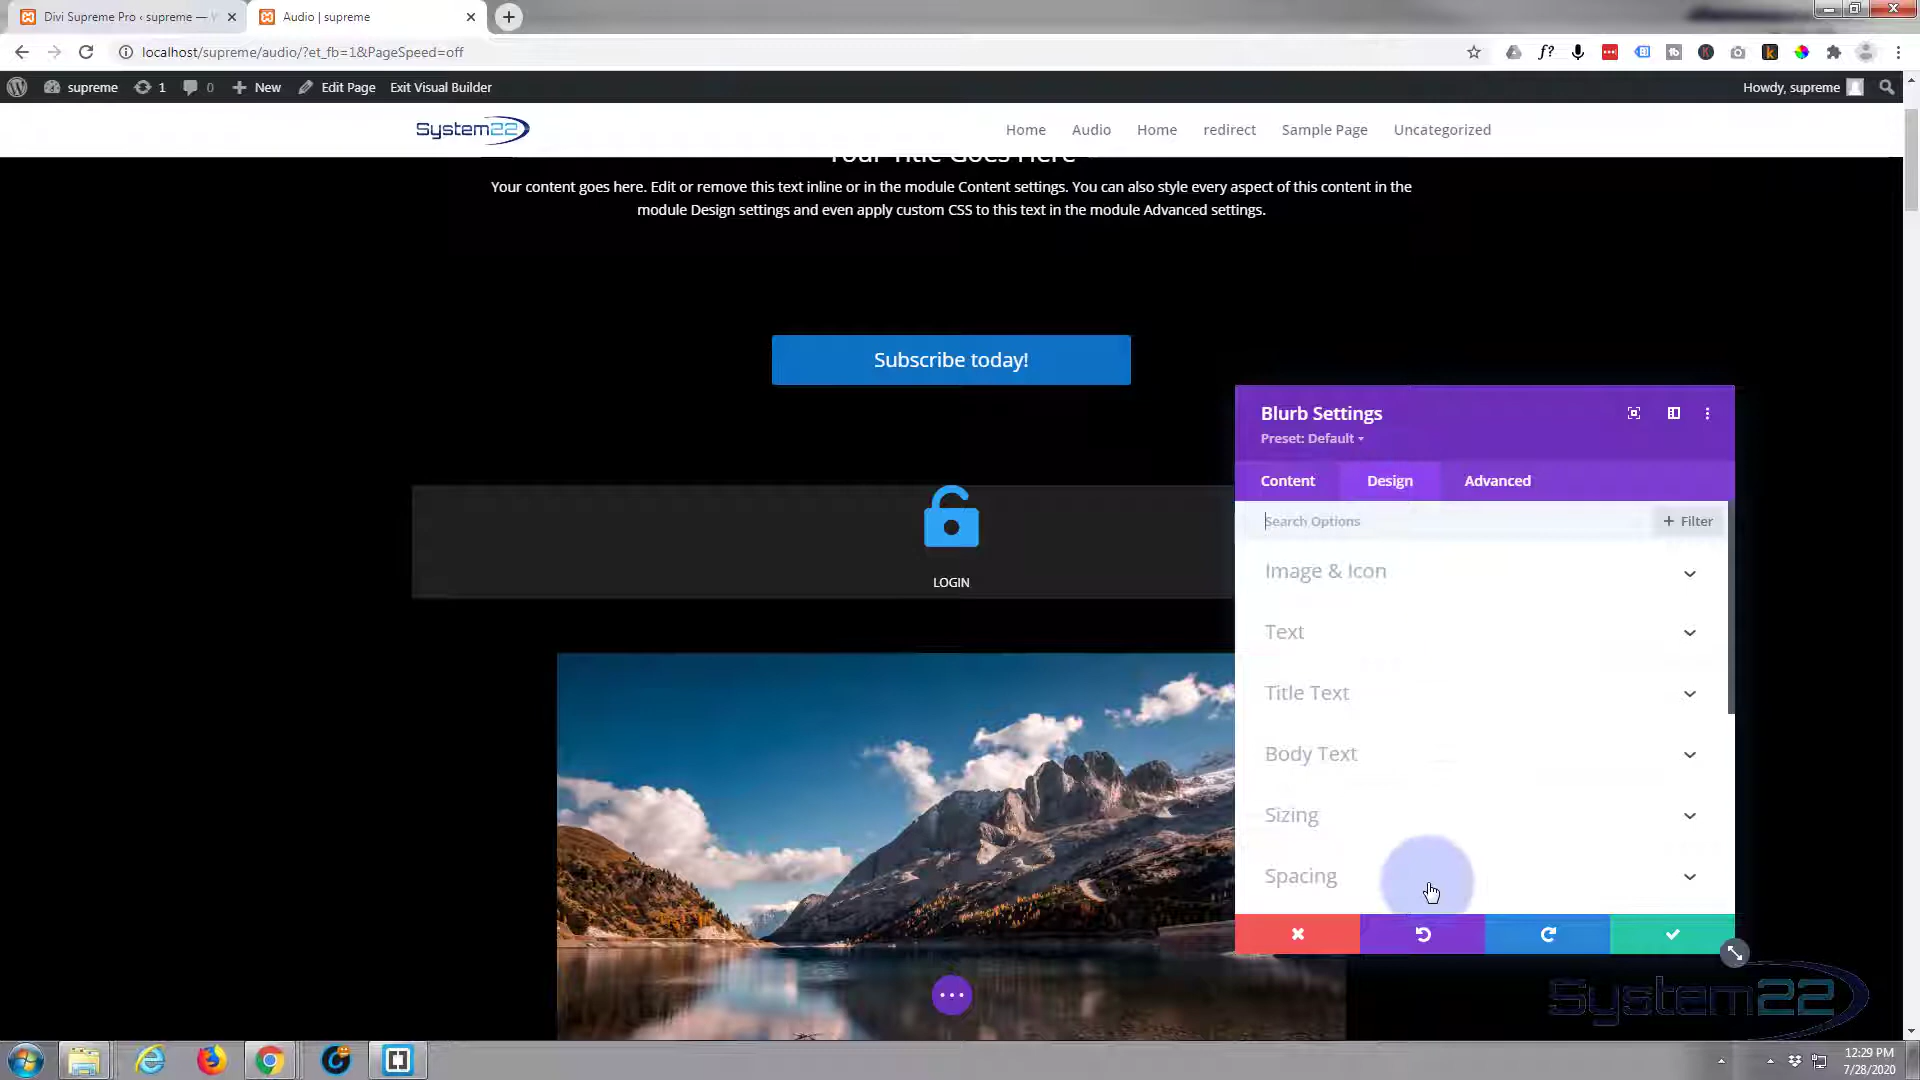 Divi Supreme Pro ‹ supreme —
Audio | supreme
localhost/supreme/audio/?et_fb=1&PageSpeed=off
f?
supreme
1
0
New
Edit Page
Exit Visual Builder
Howdy, supreme
System22
Home
Audio
Home
redirect
Sample Page
Uncategorized
Your Title Goes Here
Your content goes here. Edit or remove this text inline or in the module Content settings. You can also style every aspect of this content in the
module Design settings and even apply custom CSS to this text in the module Advanced settings.
Subscribe today!
LOGIN
Blurb Settings
Preset: Default
Content
Design
Advanced
Search Options
+ Filter
Image & Icon
Text
Title Text
Body Text
Sizing
Spacing
System22
12:29 PM
7/28/2020